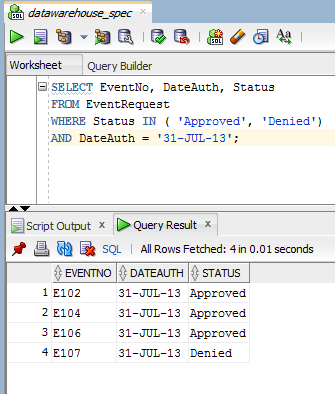 SQL datawarehouse_spec
Aa
Worksheet Query Builder
SELECT EventNo, DateAuth, Status
FROM EventRequest
WHERE Status IN ( 'Approved', 'Denied')
AND DateAuth = '31-JUL-13';
Script Output x Query Result x
SQL | All Rows Fetched: 4 in 0.01 seconds
EVENTNO DATEAUTH STATUS
1 E102 31-JUL-13 Approved
2 E104 31-JUL-13 Approved
3 E106 31-JUL-13 Approved
4 E107 31-JUL-13 Denied